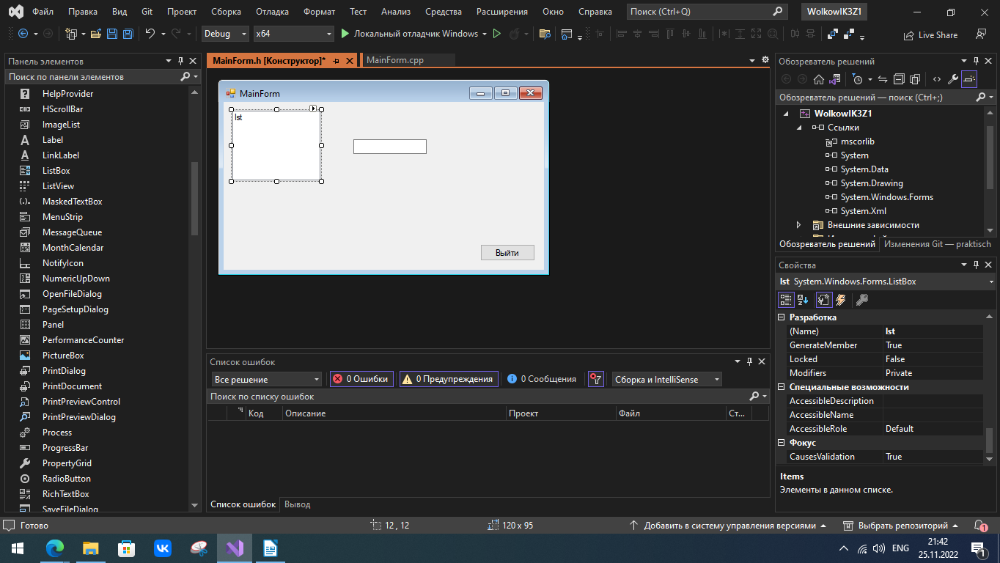 Файл Правка Вид Git Проект Сборка Отладка Формат Тест Анализ Средства Расширения Окно Справка Поиск (Ctrl+Q) WolkowIK3Z1
Debug x64 Локальный отладчик Windows Live Share
Панель элементов
Поиск по панели элементов
HelpProvider
HScrollBar
ImageList
Label
LinkLabel
ListBox
ListView
MaskedTextBox
MenuStrip
MessageQueue
MonthCalendar
NotifyIcon
NumericUpDown
OpenFileDialog
PageSetupDialog
Panel
PerformanceCounter
PictureBox
PrintDialog
PrintDocument
PrintPreviewControl
PrintPreviewDialog
Process
ProgressBar
PropertyGrid
RadioButton
RichTextBox
SaveFileDialog
MainForm.h [Конструктор]* MainForm.cpp
MainForm
lst
Выйти
Список ошибок
Все решение 0 Ошибки 0 Предупреждения 0 Сообщения Сборка и IntelliSense
Поиск по списку ошибок
Код Описание Проект Файл Ст...
Список ошибок Вывод
Обозреватель решений
Обозреватель решений — поиск (Ctrl+;)
WolkowIK3Z1
Ссылки
mscorlib
System
System.Data
System.Drawing
System.Windows.Forms
System.Xml
Внешние зависимости
Обозреватель решений Изменения Git — praktisch
Свойства
lst System.Windows.Forms.ListBox
Разработка
(Name) lst
GenerateMember True
Locked False
Modifiers Private
Специальные возможности
AccessibleDescription
AccessibleName
AccessibleRole Default
Фокус
CausesValidation True
Items
Элементы в данном списке.
Готово 12 , 12 120 x 95 Добавить в систему управления версиями Выбрать репозиторий 1
ENG 21:42
25.11.2022 1